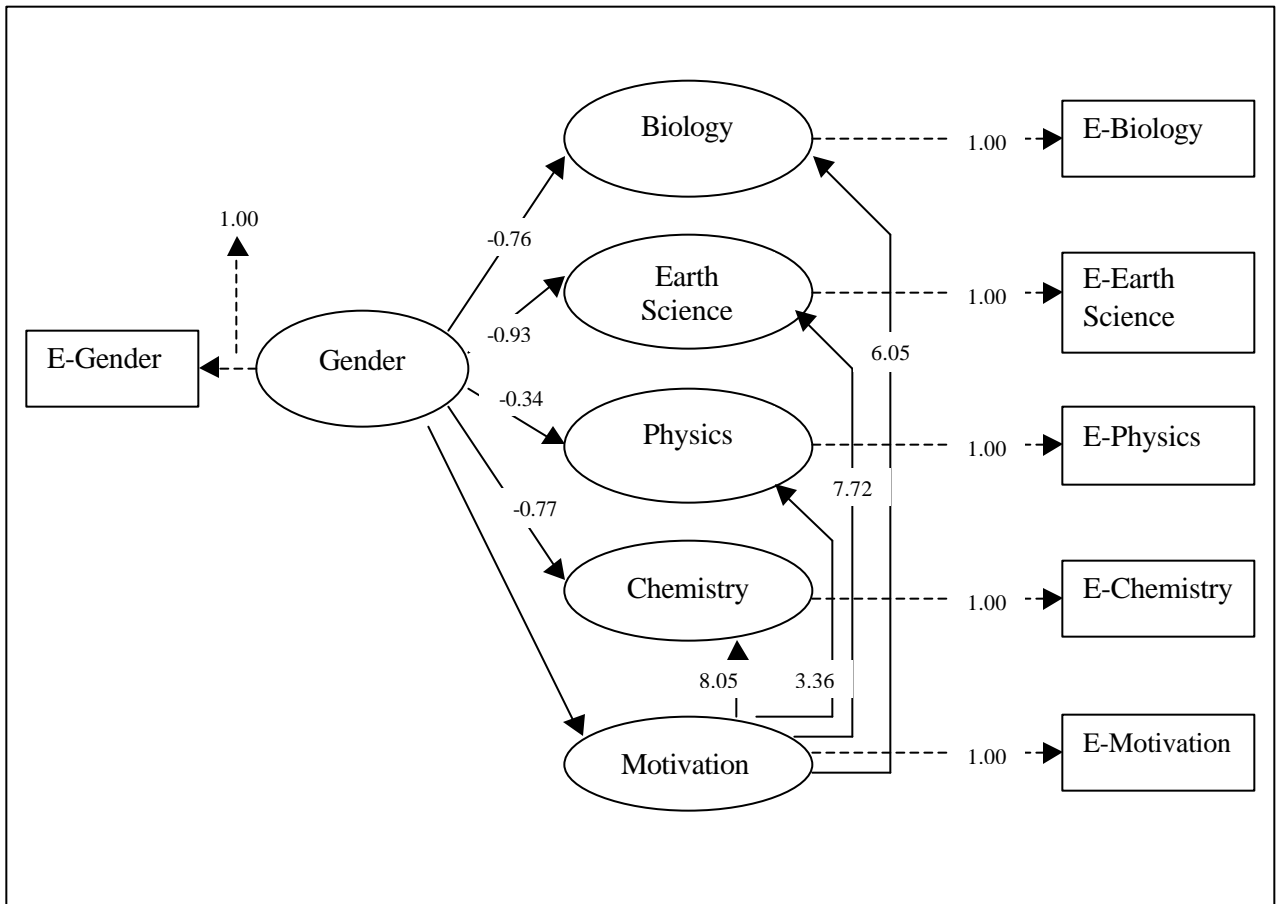 Biology
1.00
E-Biology
1.00
-0.76
Earth
Science
1.00
E-Earth
Science
-0.93
E-Gender
Gender
6.05
-0.34
Physics
1.00
E-Physics
7.72
-0.77
Chemistry
1.00
E-Chemistry
8.05
3.36
Motivation
1.00
E-Motivation